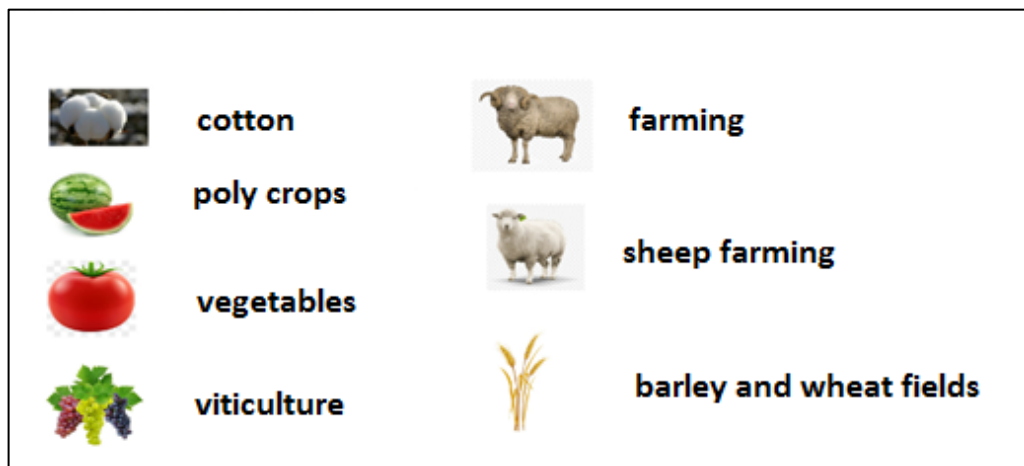 cotton
poly crops
vegetables
viticulture
farming
sheep farming
barley and wheat fields